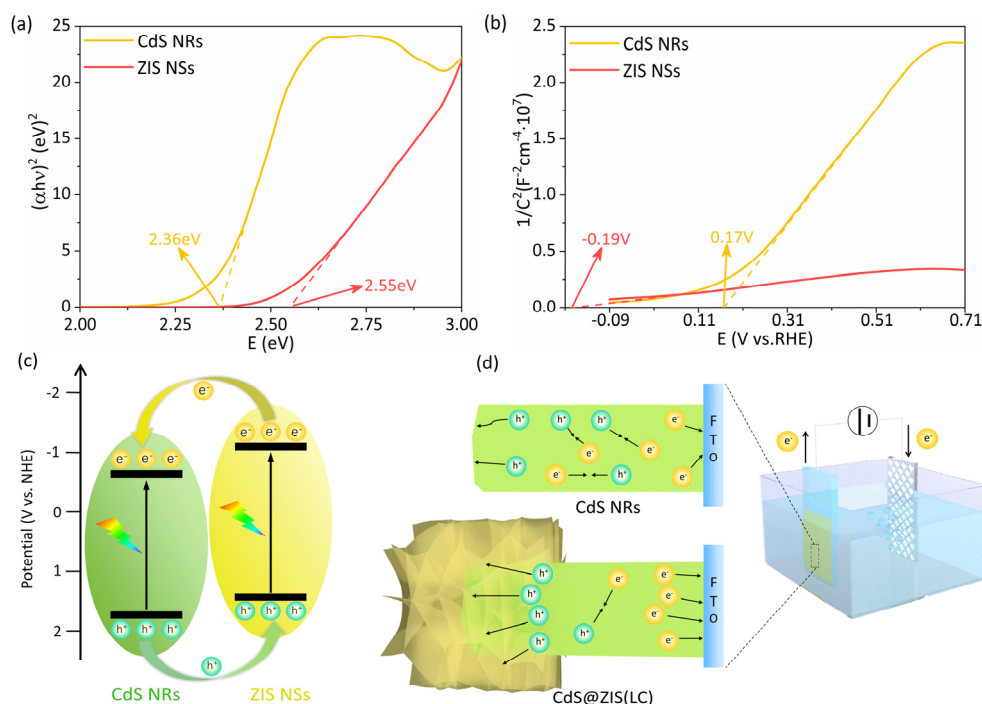 (a)
CdS NRs
ZIS NSs
(αhν)² (eV)²
25
20
15
10
5
0
2.36eV
2.55eV
2.00
2.25
2.50
2.75
3.00
E (eV)
(b)
CdS NRs
ZIS NSs
1/C²(F⁻²cm⁻⁴·10⁷)
2.5
2.0
1.5
1.0
0.5
0.0
-0.19V
0.17V
-0.09
0.11
0.31
0.51
0.71
E (V vs.RHE)
(c)
Potential (V vs. NHE)
-2
-1
0
1
2
e⁻
e⁻ e⁻ e⁻
e⁻ e⁻ e⁻
h⁺ h⁺ h⁺
h⁺ h⁺ h⁺
h⁺
CdS NRs
ZIS NSs
(d)
h⁺ h⁺ h⁺ e⁻
e⁻ e⁻
h⁺ e⁻ h⁺ e⁻
FTO
CdS NRs
h⁺ e⁻ e⁻
h⁺ e⁻
h⁺ h⁺ e⁻
h⁺ e⁻
FTO
CdS@ZIS(LC)
e⁻
e⁻